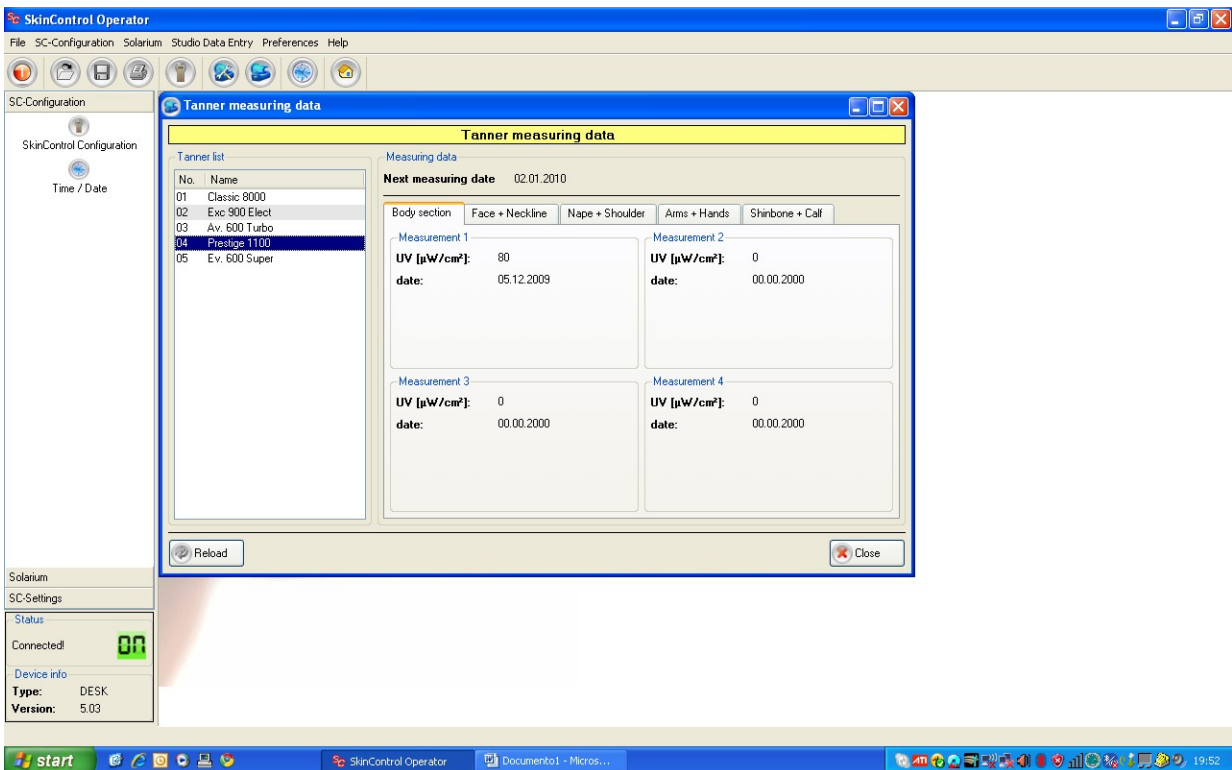 SkinControl Operator
File SC-Configuration Solarium Studio Data Entry Preferences Help
SC-Configuration
SkinControl Configuration
Time / Date
Solarium
SC-Settings
Status
Connected!
ON
Device info
Type: DESK
Version: 5.03
Tanner measuring data
Tanner measuring data
Tanner list
No. Name
01 Classic 8000
02 Exc 900 Elect
03 Av. 600 Turbo
04 Prestige 1100
05 Ev. 600 Super
Measuring data
Next measuring date 02.01.2010
Body section Face + Neckline Nape + Shoulder Arms + Hands Shinbone + Calf
Measurement 1
UV [µW/cm²]: 80
date: 05.12.2009
Measurement 2
UV [µW/cm²]: 0
date: 00.00.2000
Measurement 3
UV [µW/cm²]: 0
date: 00.00.2000
Measurement 4
UV [µW/cm²]: 0
date: 00.00.2000
Reload
Close
start
SkinControl Operator
Documento1 - Micros...
ATI
19:52